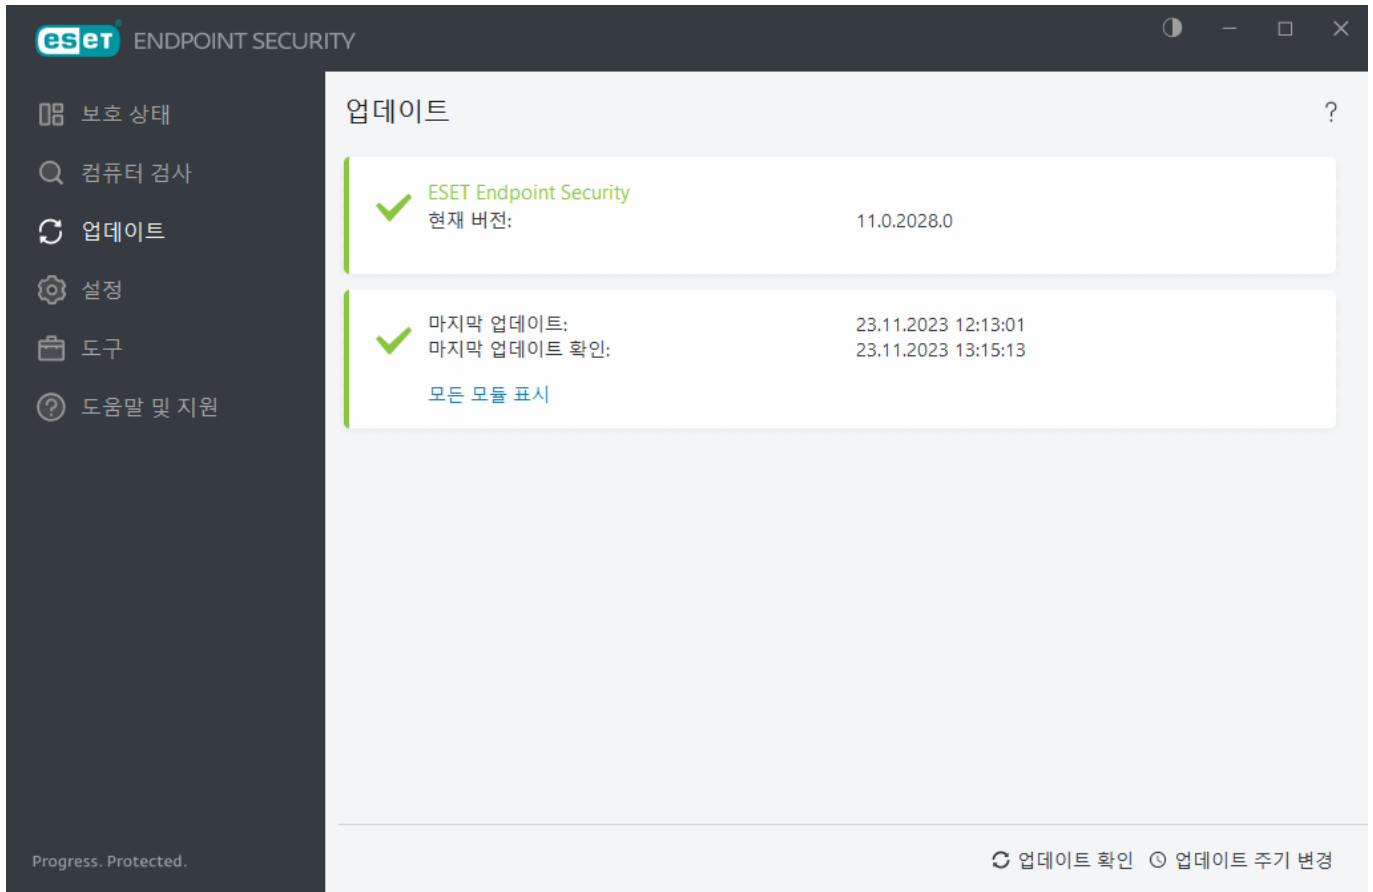 eset® ENDPOINT SECURITY
보호 상태
컴퓨터 검사
업데이트
설정
도구
도움말 및 지원
Progress. Protected.
업데이트
?
ESET Endpoint Security
현재 버전: 11.0.2028.0
마지막 업데이트: 23.11.2023 12:13:01
마지막 업데이트 확인: 23.11.2023 13:15:13
모든 모듈 표시
업데이트 확인 업데이트 주기 변경